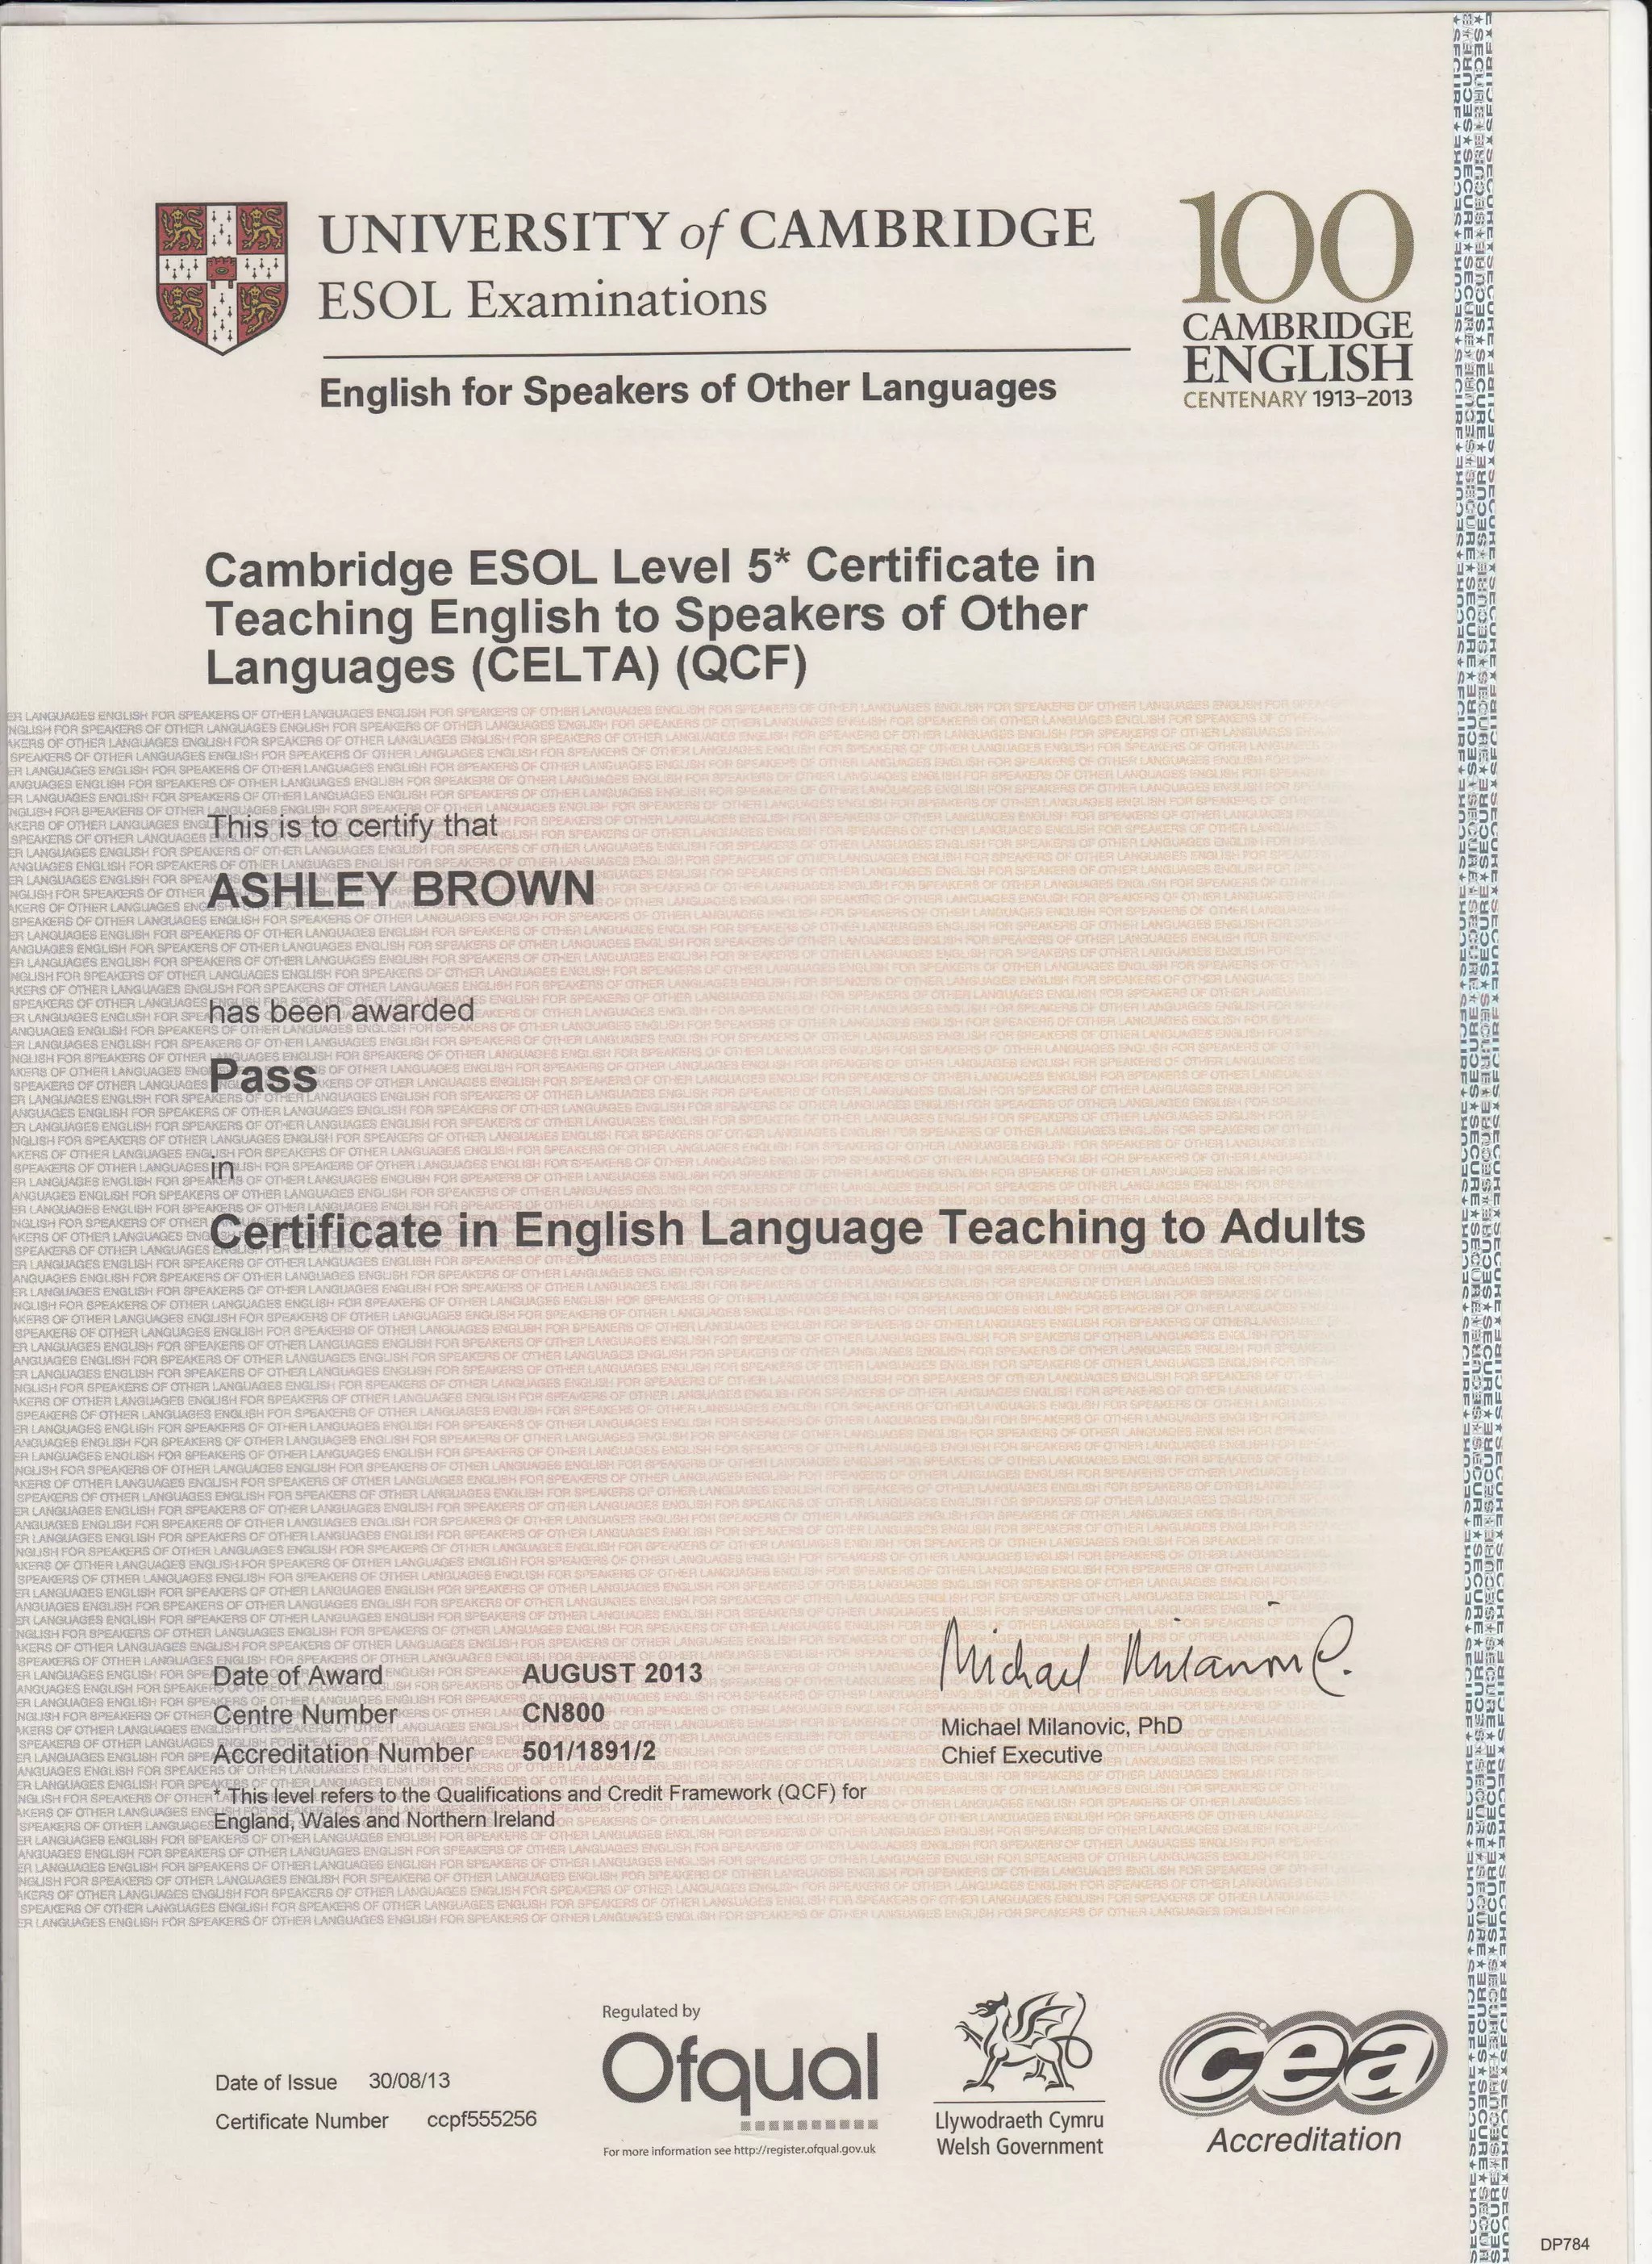 UNIVERSITY of CAMBRIDGE
ESOL Examinations
English for Speakers of Other Languages
100
CAMBRIDGE
ENGLISH
CENTENARY 1913–2013
Cambridge ESOL Level 5* Certificate in
Teaching English to Speakers of Other
Languages (CELTA) (QCF)
This is to certify that
ASHLEY BROWN
has been awarded
Pass
in
Certificate in English Language Teaching to Adults
Date of Award AUGUST 2013
Centre Number CN800
Accreditation Number 501/1891/2
* This level refers to the Qualifications and Credit Framework (QCF) for
England, Wales and Northern Ireland
Michael Milanovic
Michael Milanovic, PhD
Chief Executive
Date of Issue 30/08/13
Certificate Number ccpf555256
Regulated by
Ofqual
For more information see http://register.ofqual.gov.uk
Llywodraeth Cymru
Welsh Government
cea
Accreditation
DP784